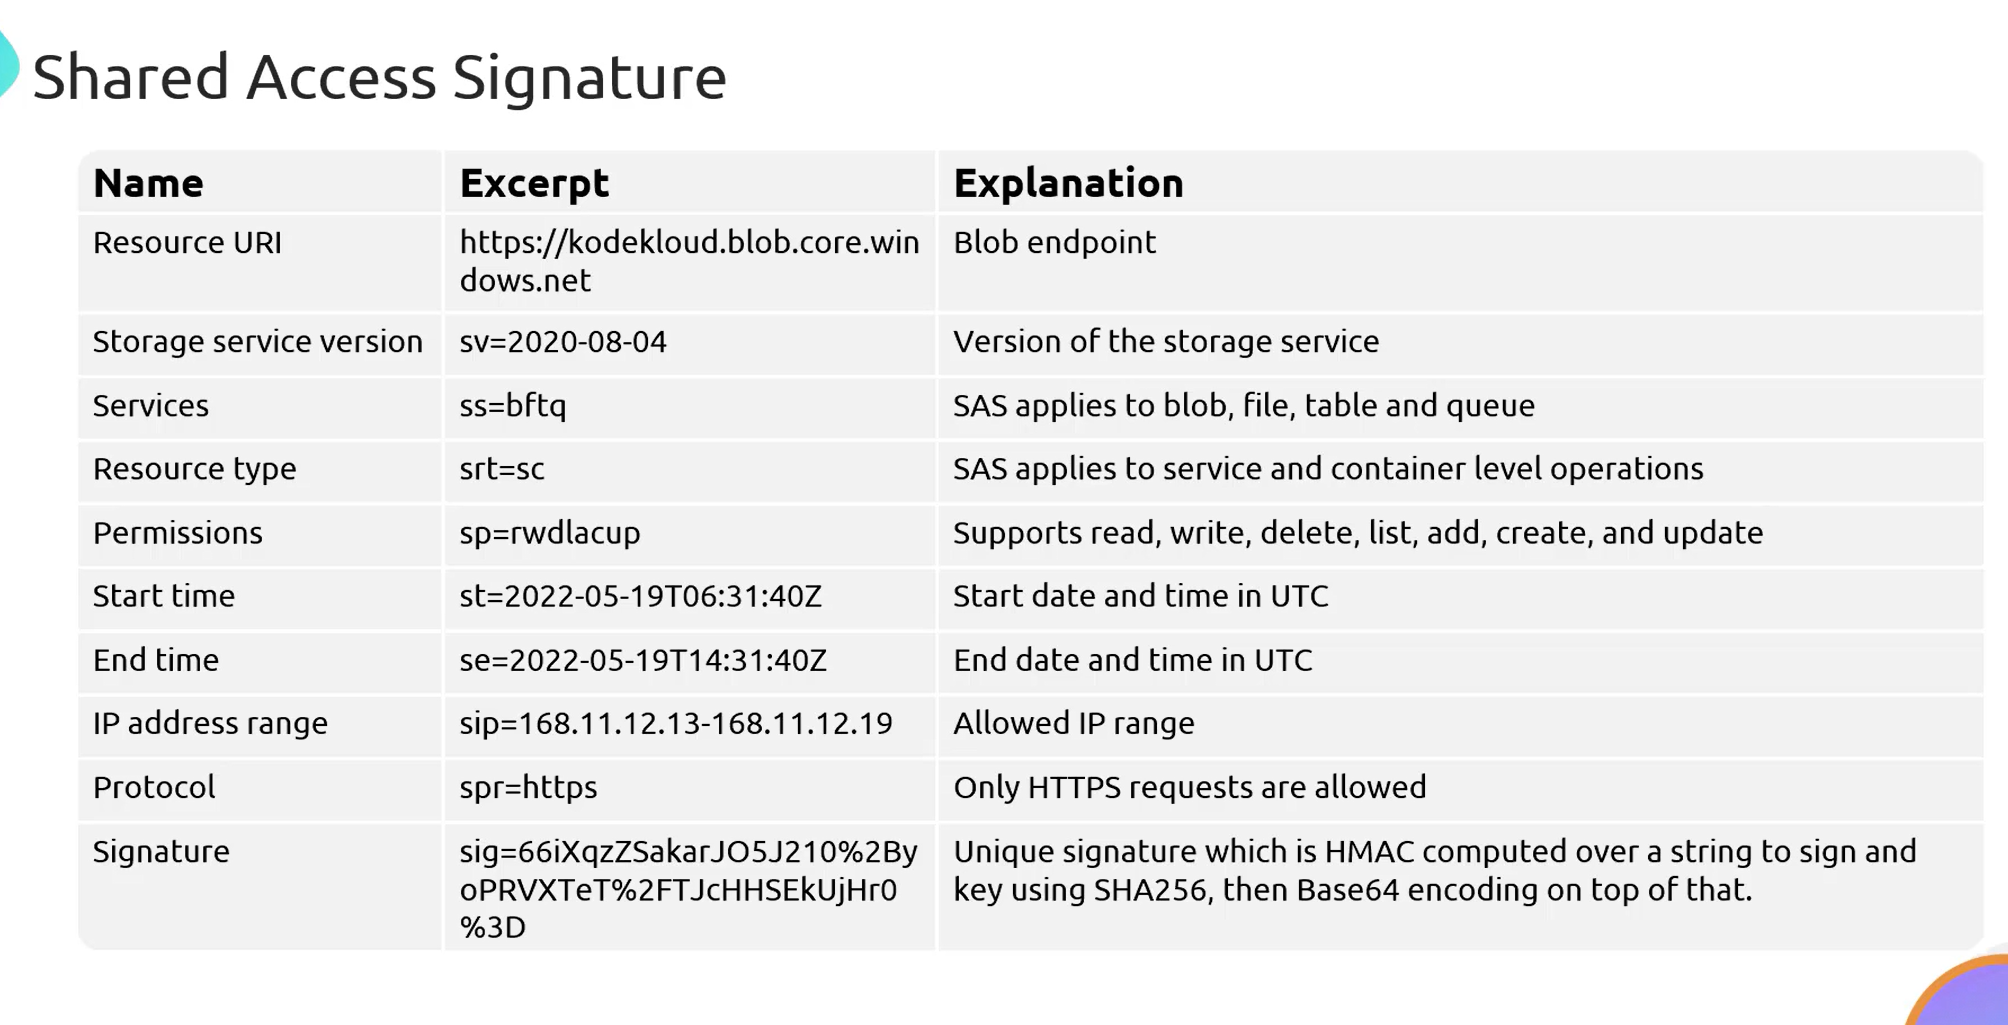 Shared Access Signature
Name Excerpt Explanation
Resource URI https://kodekloud.blob.core.win Blob endpoint
dows.net
Storage service version sv=2020-08-04 Version of the storage service
Services ss=bftq SAS applies to blob, file, table and queue
Resource type srt=sc SAS applies to service and container level operations
Permissions sp=rwdlacup Supports read, write, delete, list, add, create, and update
Start time st=2022-05-19T06:31:40Z Start date and time in UTC
End time se=2022-05-19T14:31:40Z End date and time in UTC
IP address range sip=168.11.12.13-168.11.12.19 Allowed IP range
Protocol spr=https Only HTTPS requests are allowed
Signature sig=66iXqzZSakarJO5J210%2By Unique signature which is HMAC computed over a string to sign and
oPRVXTeT%2FTJcHHSEkUjHr0 key using SHA256, then Base64 encoding on top of that.
%3D